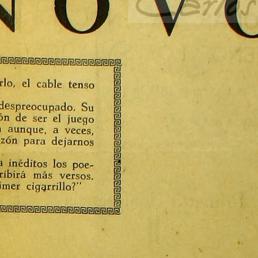 Carlos
NOVO
rlo, el cable tenso
despreocupado. Su
ón de ser el juego
a aunque, a veces,
zón para dejarnos
a inéditos los poe-
ribirá más versos.
imer cigarrillo?"